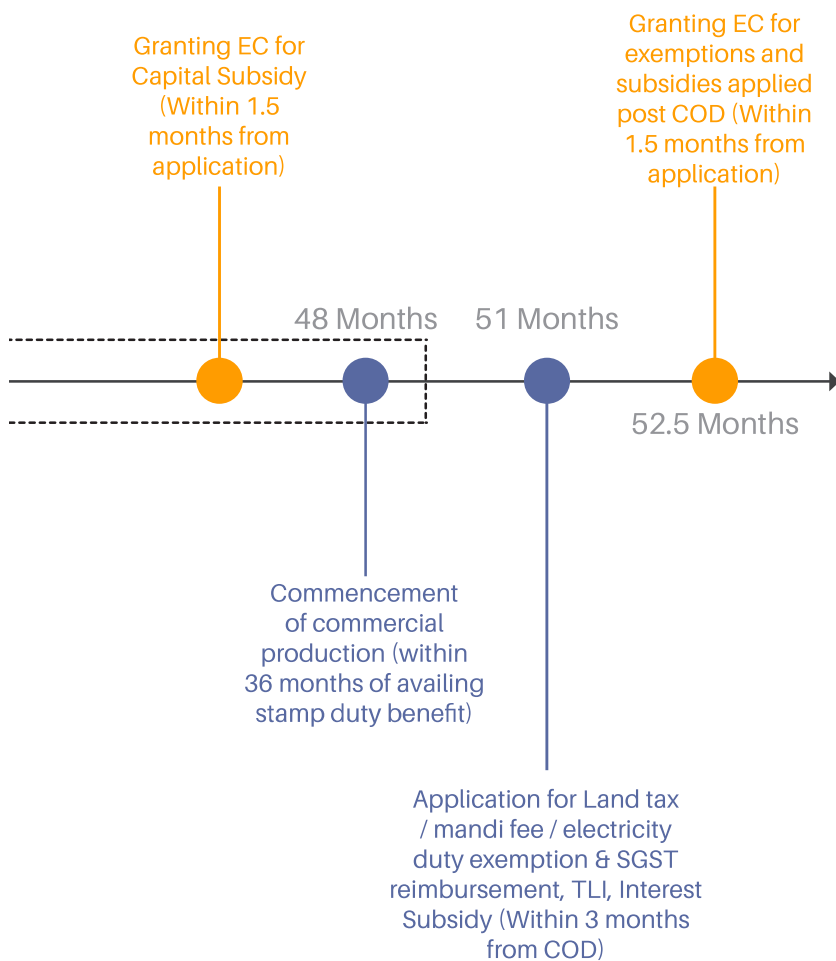 Granting EC for
Capital Subsidy
(Within 1.5
months from
application)
Granting EC for
exemptions and
subsidies applied
post COD (Within
1.5 months from
application)
48 Months
51 Months
52.5 Months
Commencement
of commercial
production (within
36 months of availing
stamp duty benefit)
Application for Land tax
/ mandi fee / electricity
duty exemption & SGST
reimbursement, TLI, Interest
Subsidy (Within 3 months
from COD)